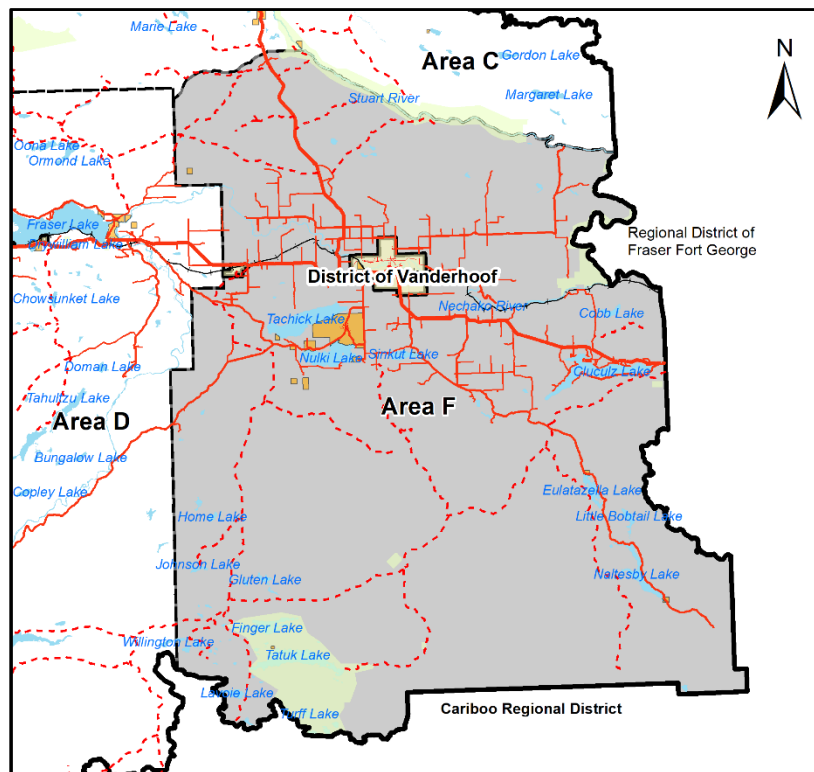 Marie Lake
Area C
Gordon Lake
N
Margaret Lake
Stuart River
Oona Lake
Ormond Lake
Fraser Lake
Regional District of
Fraser Fort George
District of Vanderhoof
Chowsunket Lake
Nechako River
Tachick Lake
Cobb Lake
Nulki Lake
Sinkut Lake
Doman Lake
Cluculz Lake
Tahultzu Lake
Area D
Area F
Bungalow Lake
Copley Lake
Eulatazella Lake
Home Lake
Little Bobtail Lake
Johnson Lake
Gluten Lake
Naltesby Lake
Finger Lake
Willington Lake
Tatuk Lake
Lavoie Lake
Cariboo Regional District
Turff Lake